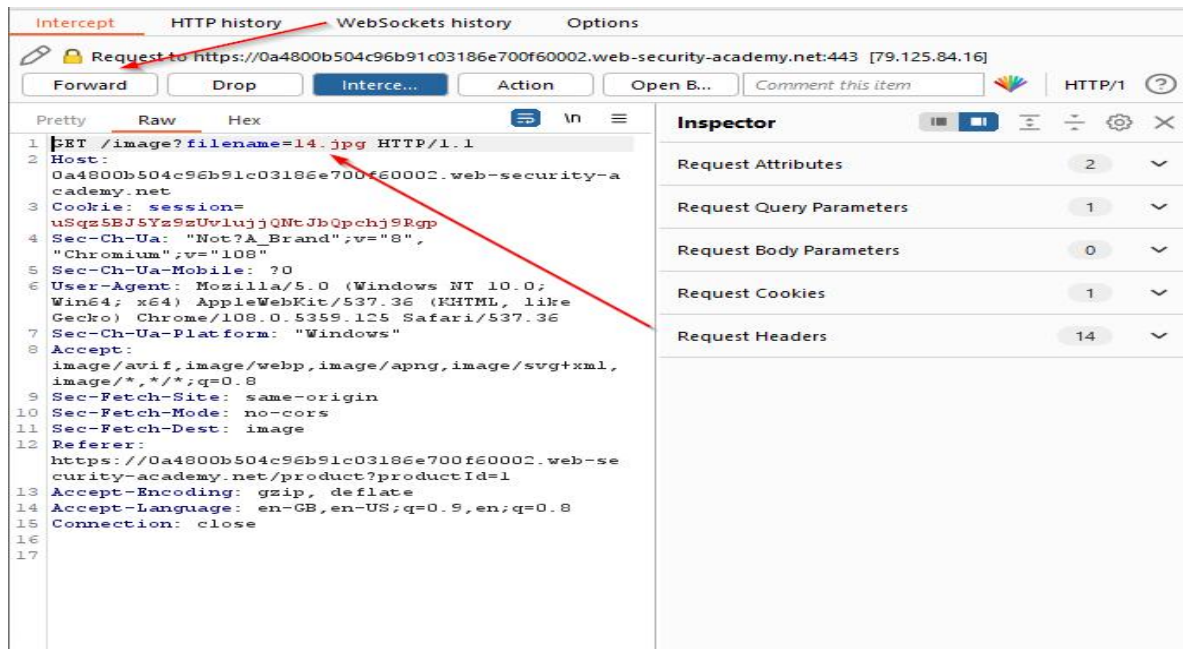 Intercept HTTP history WebSockets history Options
Request to https://0a4800b504c96b91c03186e700f60002.web-security-academy.net:443 [79.125.84.16]
Forward Drop Interce... Action Open B... Comment this item HTTP/1 ?
Pretty Raw Hex \n
Inspector
1 GET /image?filename=14.jpg HTTP/1.1
2 Host:
0a4800b504c96b91c03186e700f60002.web-security-a
cademy.net
3 Cookie: session=
uSqz5BJ5Yz9zUvlujjQNtJbQpchj9Rgp
4 Sec-Ch-Ua: "Not?A_Brand";v="8",
"Chromium";v="108"
5 Sec-Ch-Ua-Mobile: ?0
6 User-Agent: Mozilla/5.0 (Windows NT 10.0;
Win64; x64) AppleWebKit/537.36 (KHTML, like
Gecko) Chrome/108.0.5359.125 Safari/537.36
7 Sec-Ch-Ua-Platform: "Windows"
8 Accept:
image/avif,image/webp,image/apng,image/svg+xml,
image/*,*/*;q=0.8
9 Sec-Fetch-Site: same-origin
10 Sec-Fetch-Mode: no-cors
11 Sec-Fetch-Dest: image
12 Referer:
https://0a4800b504c96b91c03186e700f60002.web-se
curity-academy.net/product?productId=1
13 Accept-Encoding: gzip, deflate
14 Accept-Language: en-GB,en-US;q=0.9,en;q=0.8
15 Connection: close
16
17
Request Attributes 2
Request Query Parameters 1
Request Body Parameters 0
Request Cookies 1
Request Headers 14